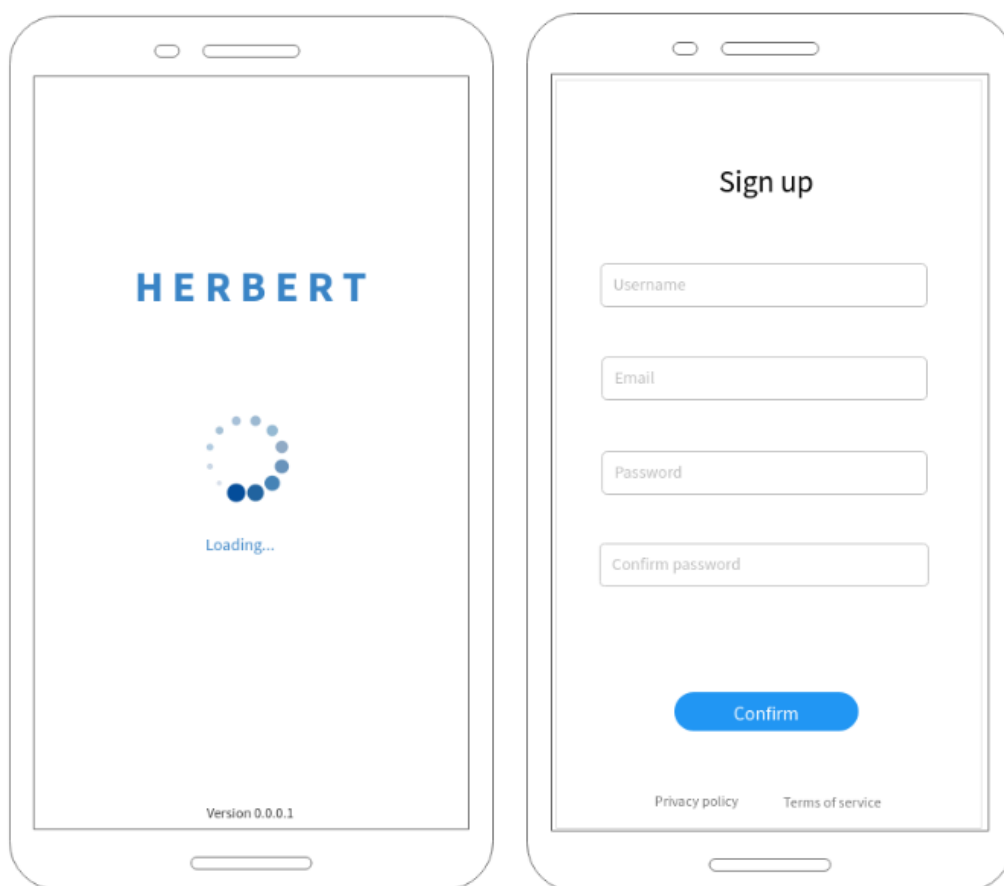 HERBERT
Loading...
Version 0.0.0.1
Sign up
Username
Email
Password
Confirm password
Confirm
Privacy policy Terms of service